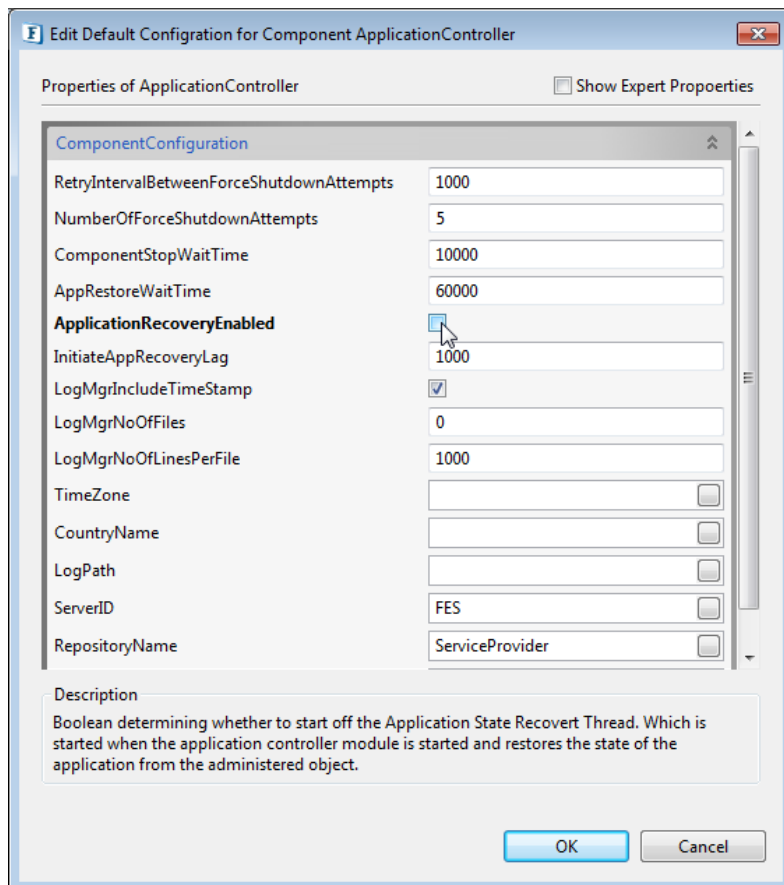 Edit Default Configration for Component ApplicationController
Properties of ApplicationController
Show Expert Propoerties
ComponentConfiguration
RetryIntervalBetweenForceShutdownAttempts 1000
NumberOfForceShutdownAttempts 5
ComponentStopWaitTime 10000
AppRestoreWaitTime 60000
ApplicationRecoveryEnabled
InitiateAppRecoveryLag 1000
LogMgrIncludeTimeStamp
LogMgrNoOfFiles 0
LogMgrNoOfLinesPerFile 1000
TimeZone
CountryName
LogPath
ServerID FES
RepositoryName ServiceProvider
Description
Boolean determining whether to start off the Application State Recovert Thread. Which is
started when the application controller module is started and restores the state of the
application from the administered object.
OK Cancel